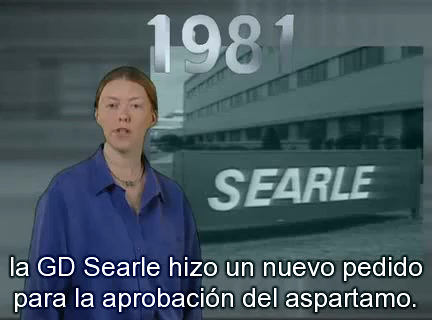 1981
SEARLE
la GD Searle hizo un nuevo pedido
para la aprobación del aspartamo.